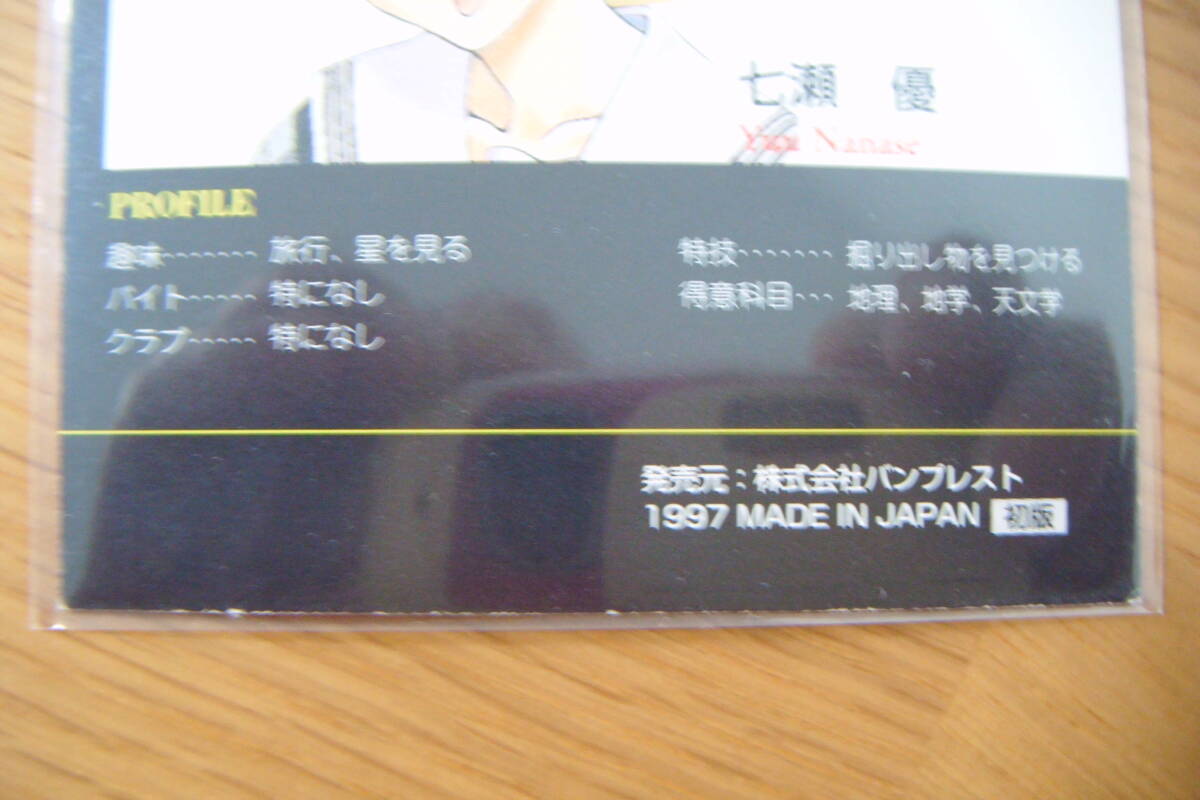 七瀬 優
Yuu Nanase
PROFILE
趣味······· 旅行、星を見る
バイト····· 特になし
クラブ····· 特になし
特技······· 掘り出し物を見つける
得意科目··· 地理、地学、天文学
発売元：株式会社バンプレスト
1997 MADE IN JAPAN 初版